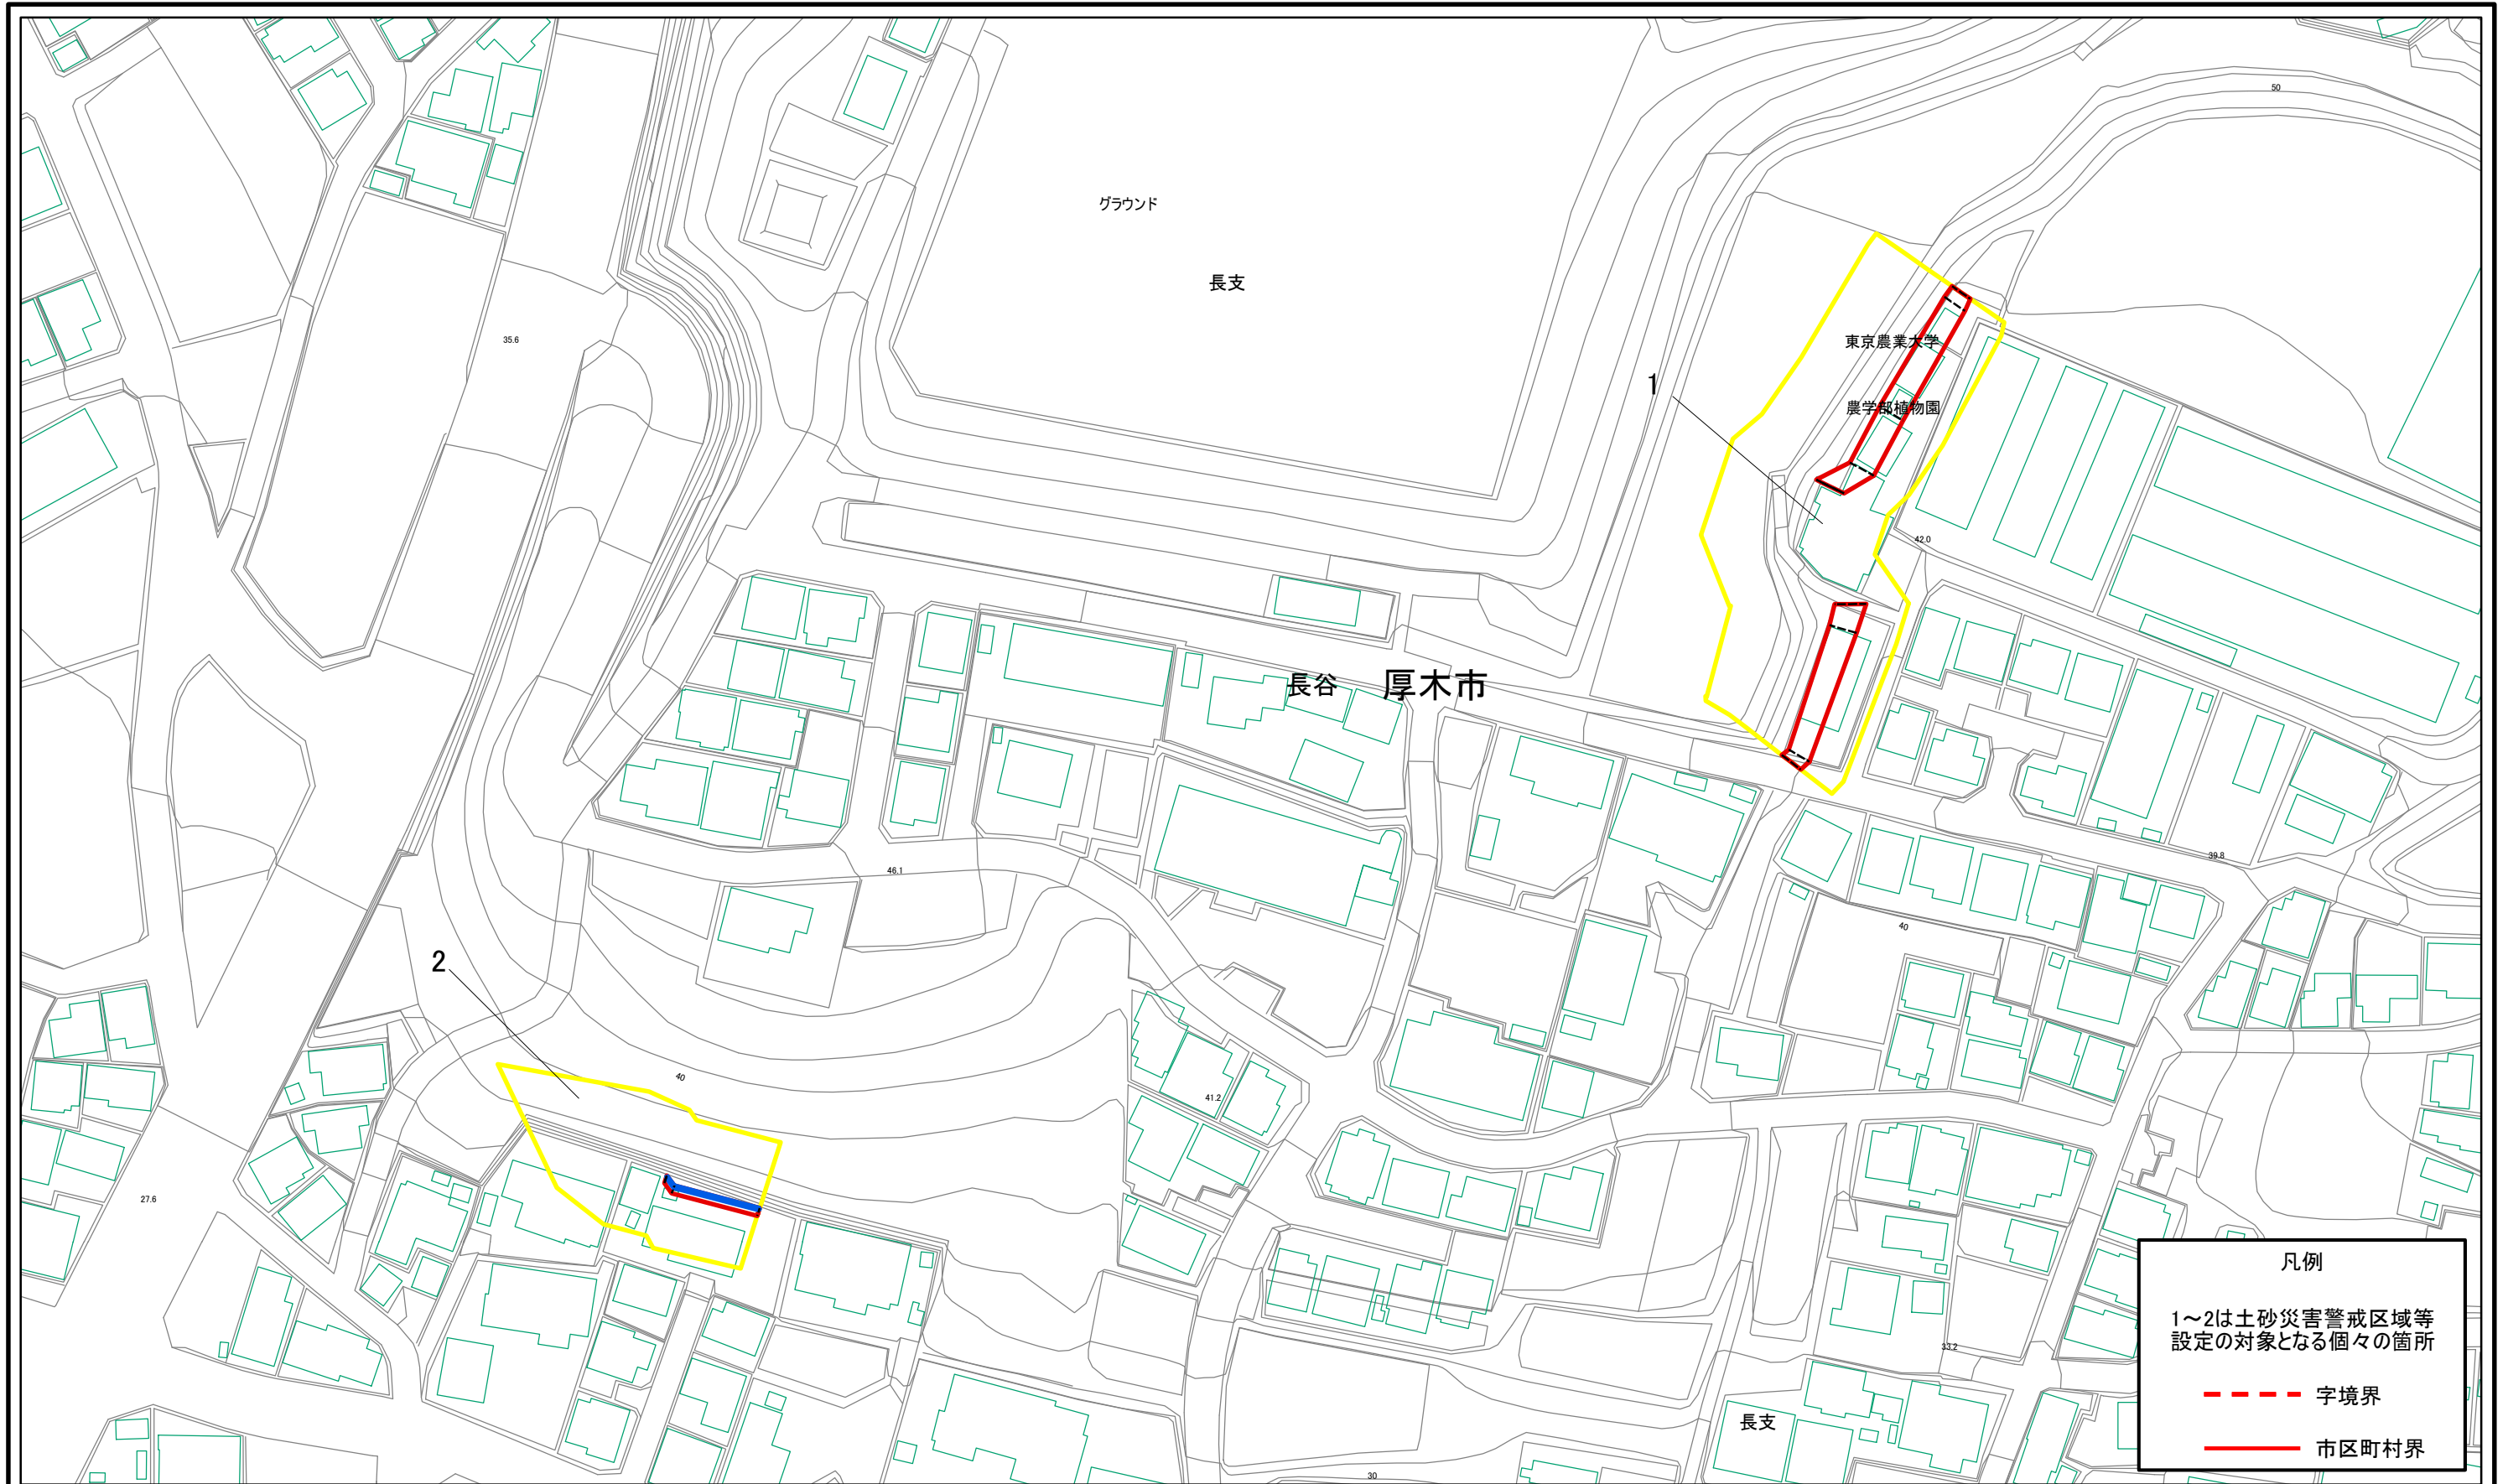 50
グラウンド
長支
35.6
東京農業大学
1
農学部植物園
42.0
長谷
厚木市
46.1
39.8
40
2
40
41.2
27.6
凡例
1～2は土砂災害警戒区域等
設定の対象となる個々の箇所
33.2
字境界
長支
市区町村界
30